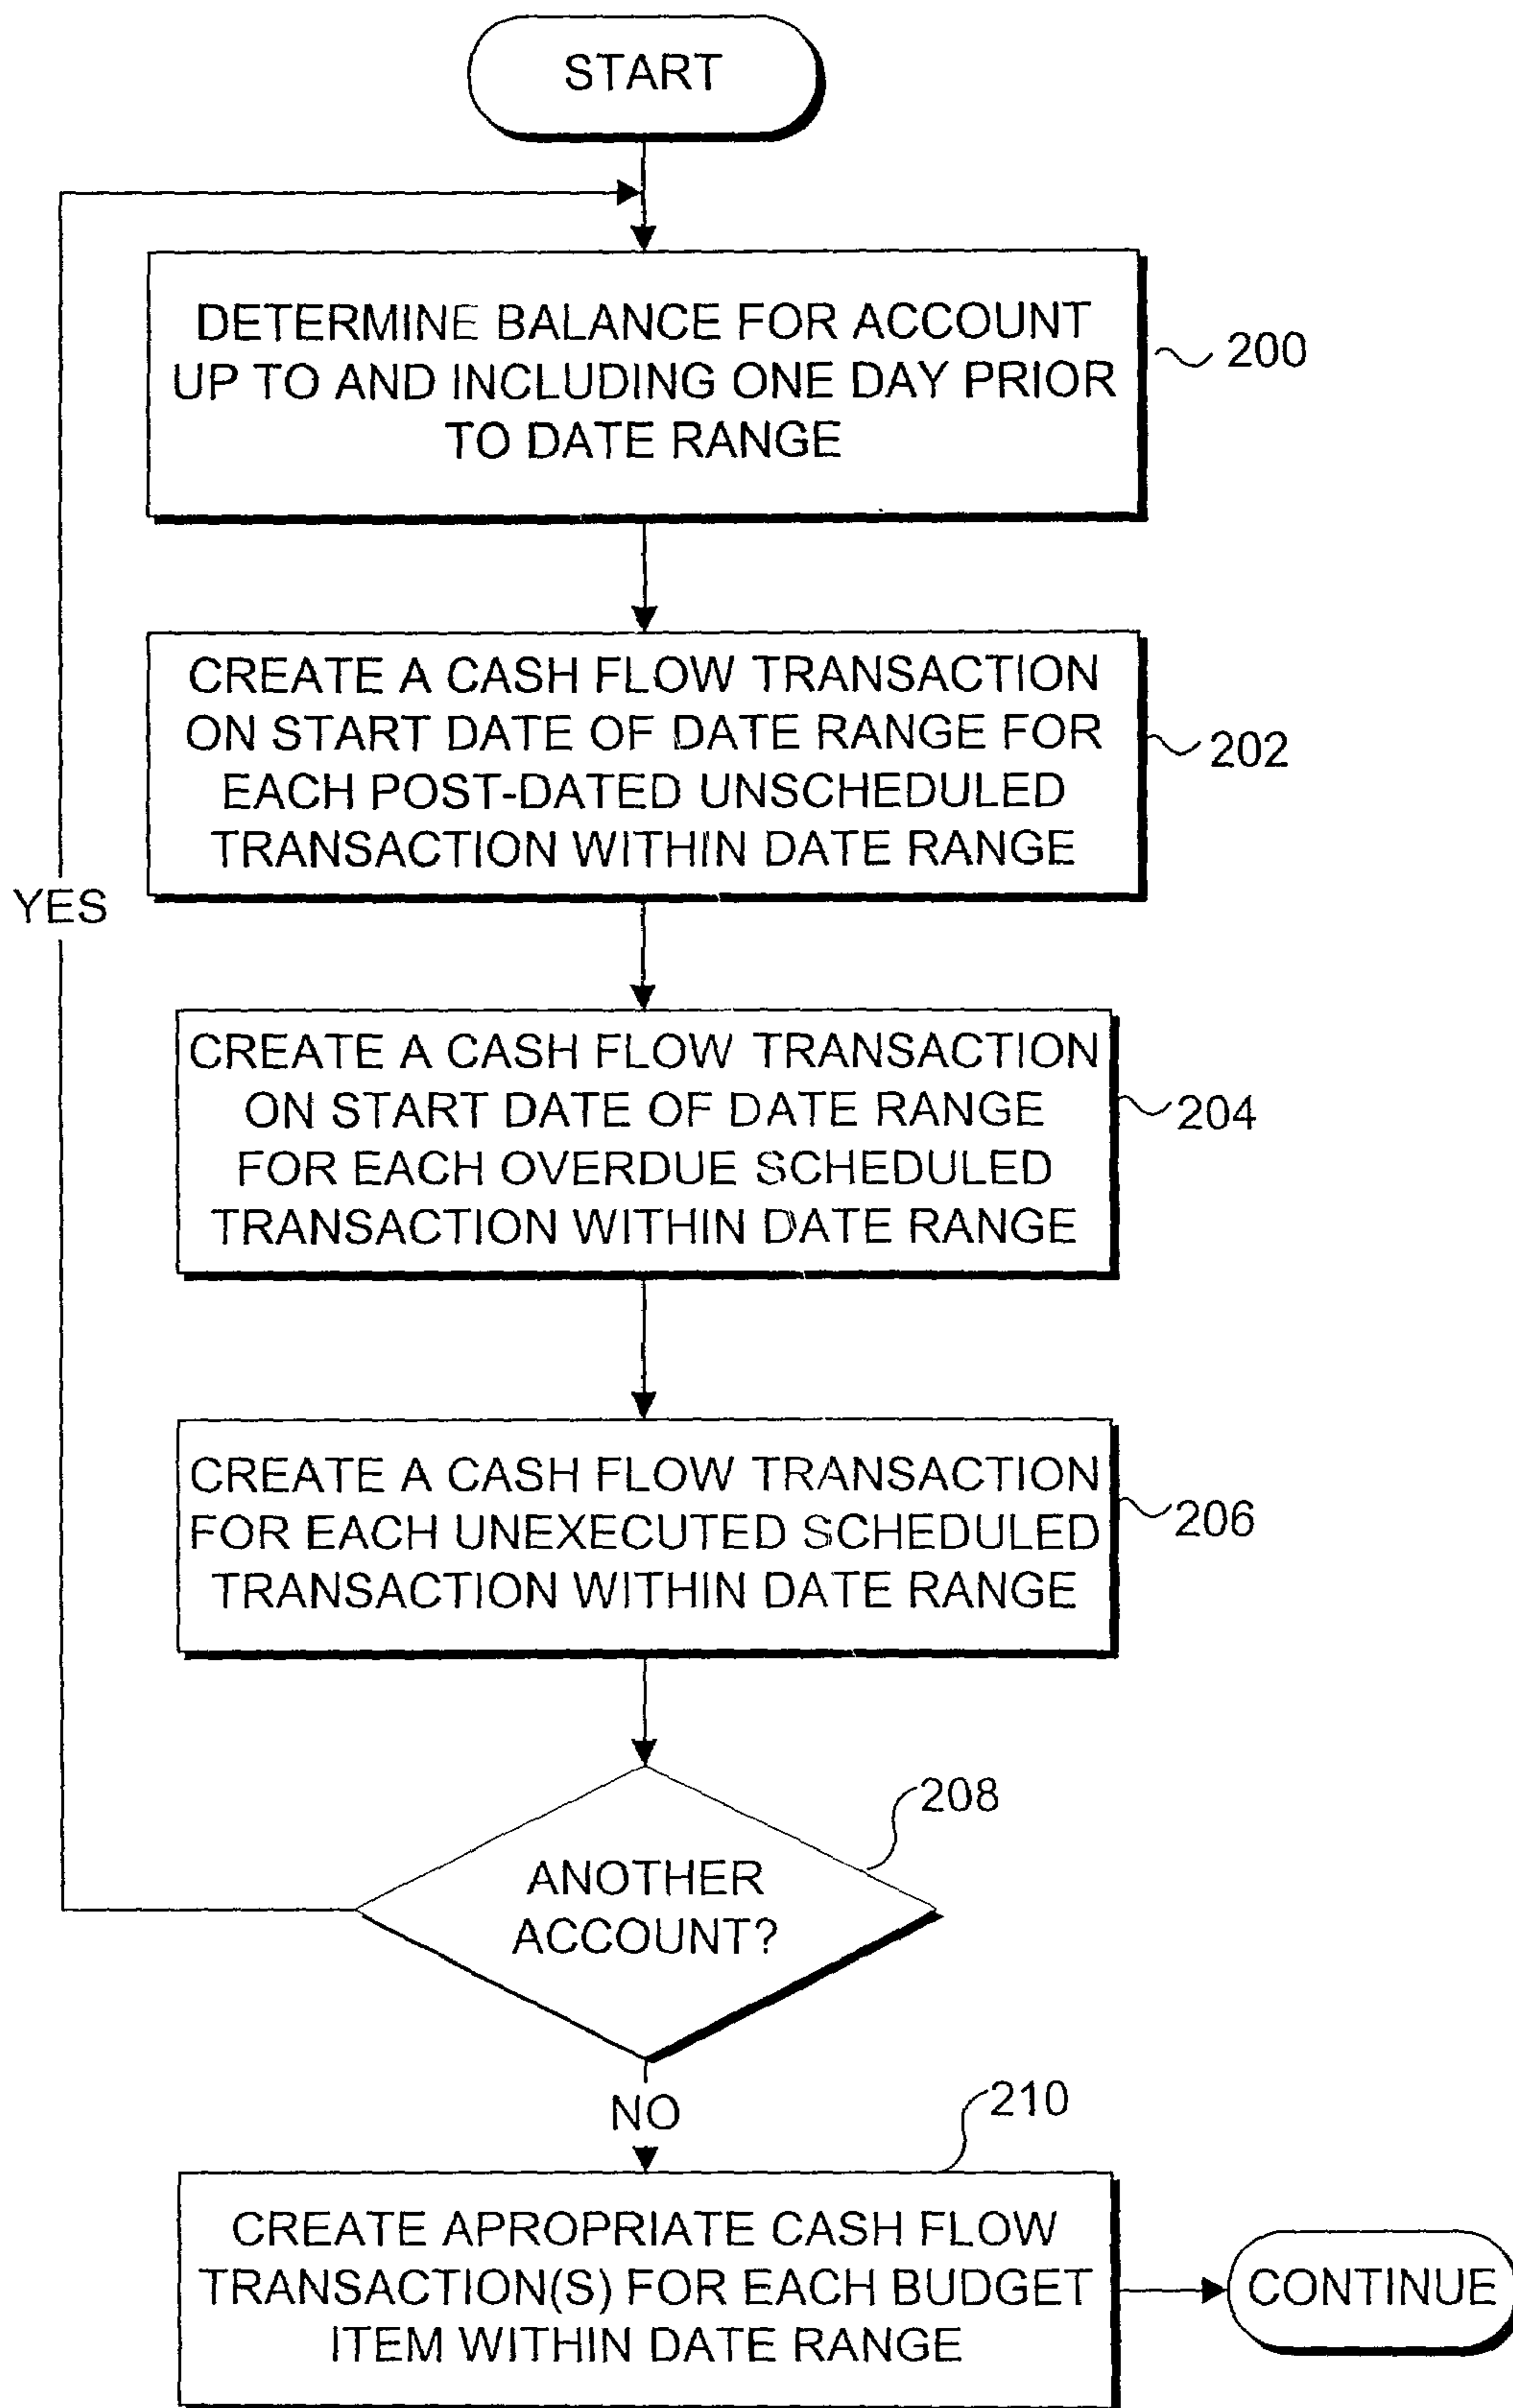 START
DETERMINE BALANCE FOR ACCOUNT
UP TO AND INCLUDING ONE DAY PRIOR
TO DATE RANGE
200
CREATE A CASH FLOW TRANSACTION
ON START DATE OF DATE RANGE FOR
EACH POST-DATED UNSCHEDULED
TRANSACTION WITHIN DATE RANGE
202
YES
CREATE A CASH FLOW TRANSACTION
ON START DATE OF DATE RANGE
FOR EACH OVERDUE SCHEDULED
TRANSACTION WITHIN DATE RANGE
204
CREATE A CASH FLOW TRANSACTION
FOR EACH UNEXECUTED SCHEDULED
TRANSACTION WITHIN DATE RANGE
206
208
ANOTHER
ACCOUNT?
NO
210
CREATE APROPRIATE CASH FLOW
TRANSACTION(S) FOR EACH BUDGET
ITEM WITHIN DATE RANGE
CONTINUE